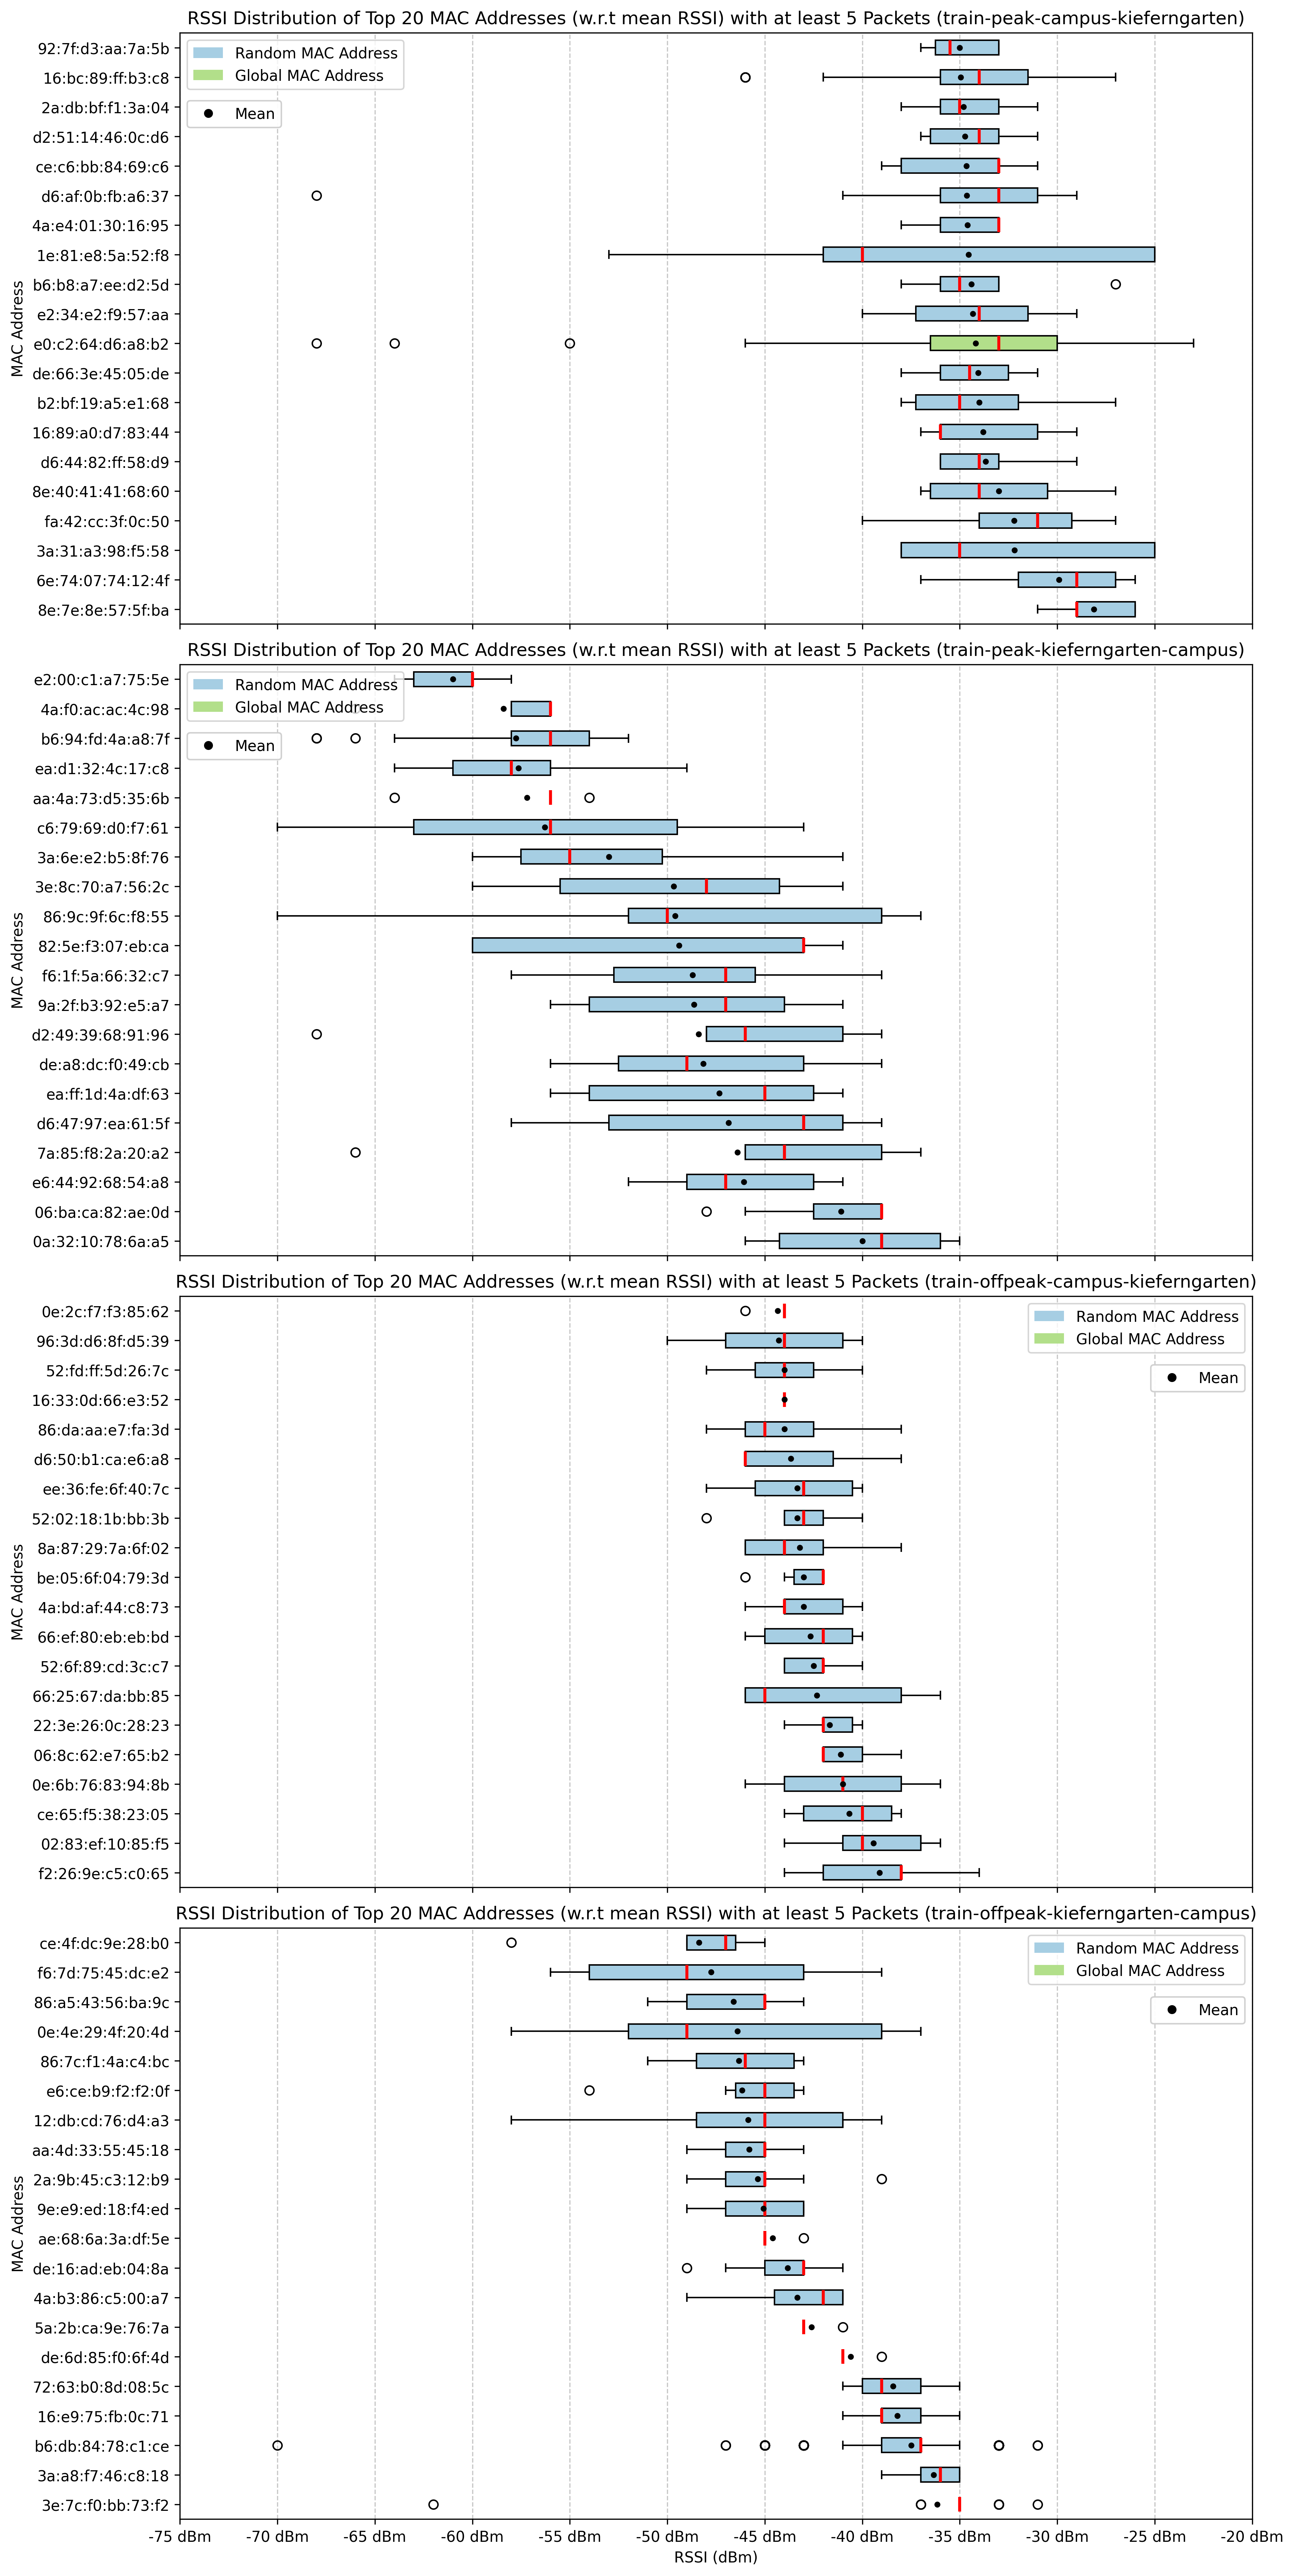 RSSI Distribution of Top 20 MAC Addresses (w.r.t mean RSSI) with at least 5 Packets (train-peak-campus-kieferngarten)
MAC Address
92:7f:d3:aa:7a:5b
16:bc:89:ff:b3:c8
2a:db:bf:f1:3a:04
d2:51:14:46:0c:d6
ce:c6:bb:84:69:c6
d6:af:0b:fb:a6:37
4a:e4:01:30:16:95
1e:81:e8:5a:52:f8
b6:b8:a7:ee:d2:5d
e2:34:e2:f9:57:aa
e0:c2:64:d6:a8:b2
de:66:3e:45:05:de
b2:bf:19:a5:e1:68
16:89:a0:d7:83:44
d6:44:82:ff:58:d9
8e:40:41:41:68:60
fa:42:cc:3f:0c:50
3a:31:a3:98:f5:58
6e:74:07:74:12:4f
8e:7e:8e:57:5f:ba
Random MAC Address
Global MAC Address
Mean
RSSI Distribution of Top 20 MAC Addresses (w.r.t mean RSSI) with at least 5 Packets (train-peak-kieferngarten-campus)
MAC Address
e2:00:c1:a7:75:5e
4a:f0:ac:ac:4c:98
b6:94:fd:4a:a8:7f
ea:d1:32:4c:17:c8
aa:4a:73:d5:35:6b
c6:79:69:d0:f7:61
3a:6e:e2:b5:8f:76
3e:8c:70:a7:56:2c
86:9c:9f:6c:f8:55
82:5e:f3:07:eb:ca
f6:1f:5a:66:32:c7
9a:2f:b3:92:e5:a7
d2:49:39:68:91:96
de:a8:dc:f0:49:cb
ea:ff:1d:4a:df:63
d6:47:97:ea:61:5f
7a:85:f8:2a:20:a2
e6:44:92:68:54:a8
06:ba:ca:82:ae:0d
0a:32:10:78:6a:a5
Random MAC Address
Global MAC Address
Mean
RSSI Distribution of Top 20 MAC Addresses (w.r.t mean RSSI) with at least 5 Packets (train-offpeak-campus-kieferngarten)
MAC Address
0e:2c:f7:f3:85:62
96:3d:d6:8f:d5:39
52:fd:ff:5d:26:7c
16:33:0d:66:e3:52
86:da:aa:e7:fa:3d
d6:50:b1:ca:e6:a8
ee:36:fe:6f:40:7c
52:02:18:1b:bb:3b
8a:87:29:7a:6f:02
be:05:6f:04:79:3d
4a:bd:af:44:c8:73
66:ef:80:eb:eb:bd
52:6f:89:cd:3c:c7
66:25:67:da:bb:85
22:3e:26:0c:28:23
06:8c:62:e7:65:b2
0e:6b:76:83:94:8b
ce:65:f5:38:23:05
02:83:ef:10:85:f5
f2:26:9e:c5:c0:65
Random MAC Address
Global MAC Address
Mean
RSSI Distribution of Top 20 MAC Addresses (w.r.t mean RSSI) with at least 5 Packets (train-offpeak-kieferngarten-campus)
MAC Address
ce:4f:dc:9e:28:b0
f6:7d:75:45:dc:e2
86:a5:43:56:ba:9c
0e:4e:29:4f:20:4d
86:7c:f1:4a:c4:bc
e6:ce:b9:f2:f2:0f
12:db:cd:76:d4:a3
aa:4d:33:55:45:18
2a:9b:45:c3:12:b9
9e:e9:ed:18:f4:ed
ae:68:6a:3a:df:5e
de:16:ad:eb:04:8a
4a:b3:86:c5:00:a7
5a:2b:ca:9e:76:7a
de:6d:85:f0:6f:4d
72:63:b0:8d:08:5c
16:e9:75:fb:0c:71
b6:db:84:78:c1:ce
3a:a8:f7:46:c8:18
3e:7c:f0:bb:73:f2
Random MAC Address
Global MAC Address
Mean
-75 dBm -70 dBm -65 dBm -60 dBm -55 dBm -50 dBm -45 dBm -40 dBm -35 dBm -30 dBm -25 dBm -20 dBm
RSSI (dBm)